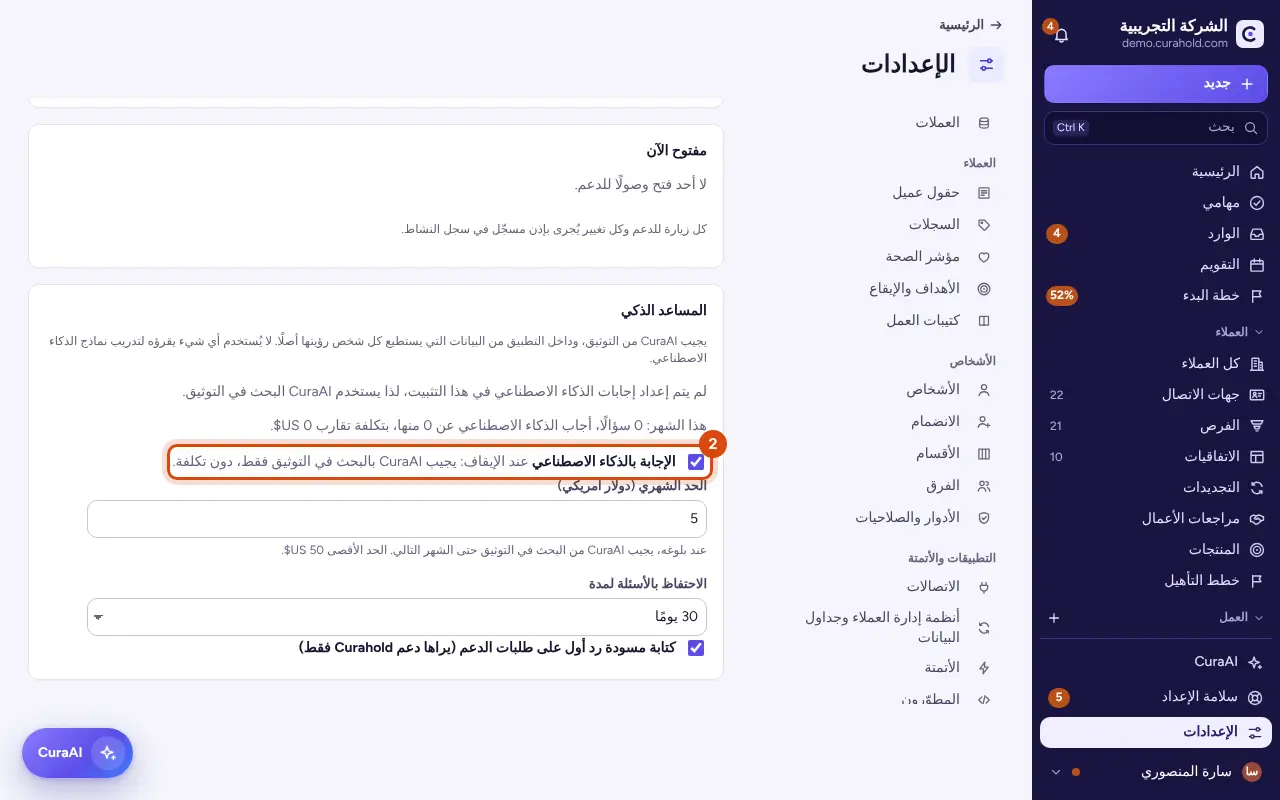 الشركة التجريبية
demo.curahold.com
4
جديد
بحث
Ctrl K
الرئيسية
مهامي
الوارد
4
التقويم
خطة البدء
52%
العملاء
كل العملاء
جهات الاتصال
22
الفرص
21
الاتفاقيات
10
التجديدات
مراجعات الأعمال
المنتجات
خطط التأهيل
العمل
CuraAI
سلامة الإعداد
5
الإعدادات
سا
سارة المنصوري
الرئيسية
الإعدادات
العملات
العملاء
حقول عميل
السجلات
مؤشر الصحة
الأهداف والإيقاع
كتيبات العمل
الأشخاص
الأشخاص
الانضمام
الأقسام
الفرق
الأدوار والصلاحيات
التطبيقات والأتمتة
الاتصالات
أنظمة إدارة العملاء وجداول
البيانات
الأتمتة
المطوّرون
مفتوح الآن
لا أحد فتح وصولًا للدعم.
كل زيارة للدعم وكل تغيير يُجرى بإذن مسجّل في سجل النشاط.
المساعد الذكي
يجيب CuraAI من التوثيق، وداخل التطبيق من البيانات التي يستطيع كل شخص رؤيتها أصلًا. لا يُستخدم أي شيء يقرؤه لتدريب نماذج الذكاء
الاصطناعي.
لم يتم إعداد إجابات الذكاء الاصطناعي في هذا التثبيت، لذا يستخدم CuraAI البحث في التوثيق.
هذا الشهر: 0 سؤالًا، أجاب الذكاء الاصطناعي عن 0 منها، بتكلفة تقارب 0 US$.
2
الإجابة بالذكاء الاصطناعي عند الإيقاف: يجيب CuraAI بالبحث في التوثيق فقط، دون تكلفة.
الحد الشهري (دولار أمريكي)
5
عند بلوغه، يجيب CuraAI من البحث في التوثيق حتى الشهر التالي. الحد الأقصى 50 US$.
الاحتفاظ بالأسئلة لمدة
30 يومًا
كتابة مسودة رد أول على طلبات الدعم (يراها دعم Curahold فقط)
CuraAI